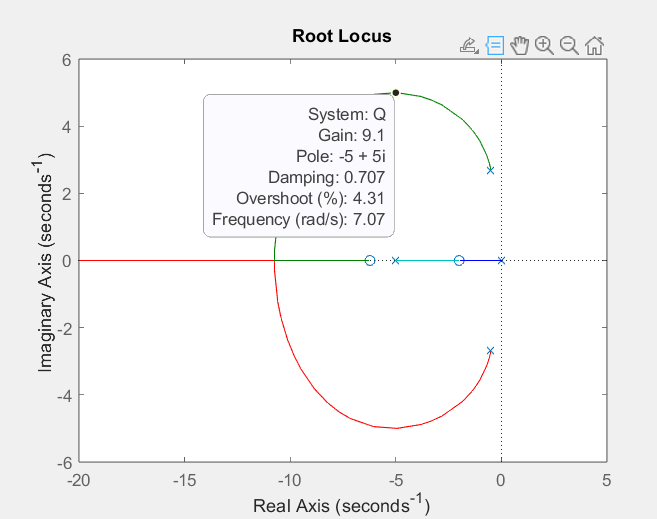 Root Locus
6
4
2
0
-2
-4
-6
Imaginary Axis (seconds⁻¹)
System: Q
Gain: 9.1
Pole: -5 + 5i
Damping: 0.707
Overshoot (%): 4.31
Frequency (rad/s): 7.07
-20 -15 -10 -5 0 5
Real Axis (seconds⁻¹)